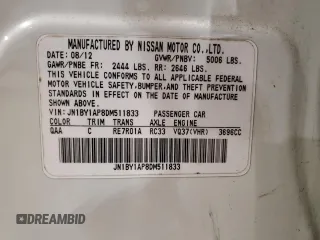 MANUFACTURED BY NISSAN MOTOR CO.,LTD.
DATE: 08/12 GVWR/PNBV: 5006 LBS.
GAWR/PNBE FR: 2444 LBS. RR: 2646 LBS.
THIS VEHICLE CONFORMS TO ALL APPLICABLE FEDERAL
MOTOR VEHICLE SAFETY,BUMPER,AND THEFT PREVENTION
STANDARDS IN EFFECT ON THE DATE OF MANUFACTURE
SHOWN ABOVE.
VIN: JN1BY1AP8DM511833 PASSENGER CAR
COLOR TRIM TRANS AXLE ENGINE
QAA C RE7R01A RC33 VQ37(VHR) 3696CC
JN1BY1AP8DM511833
DREAMBID